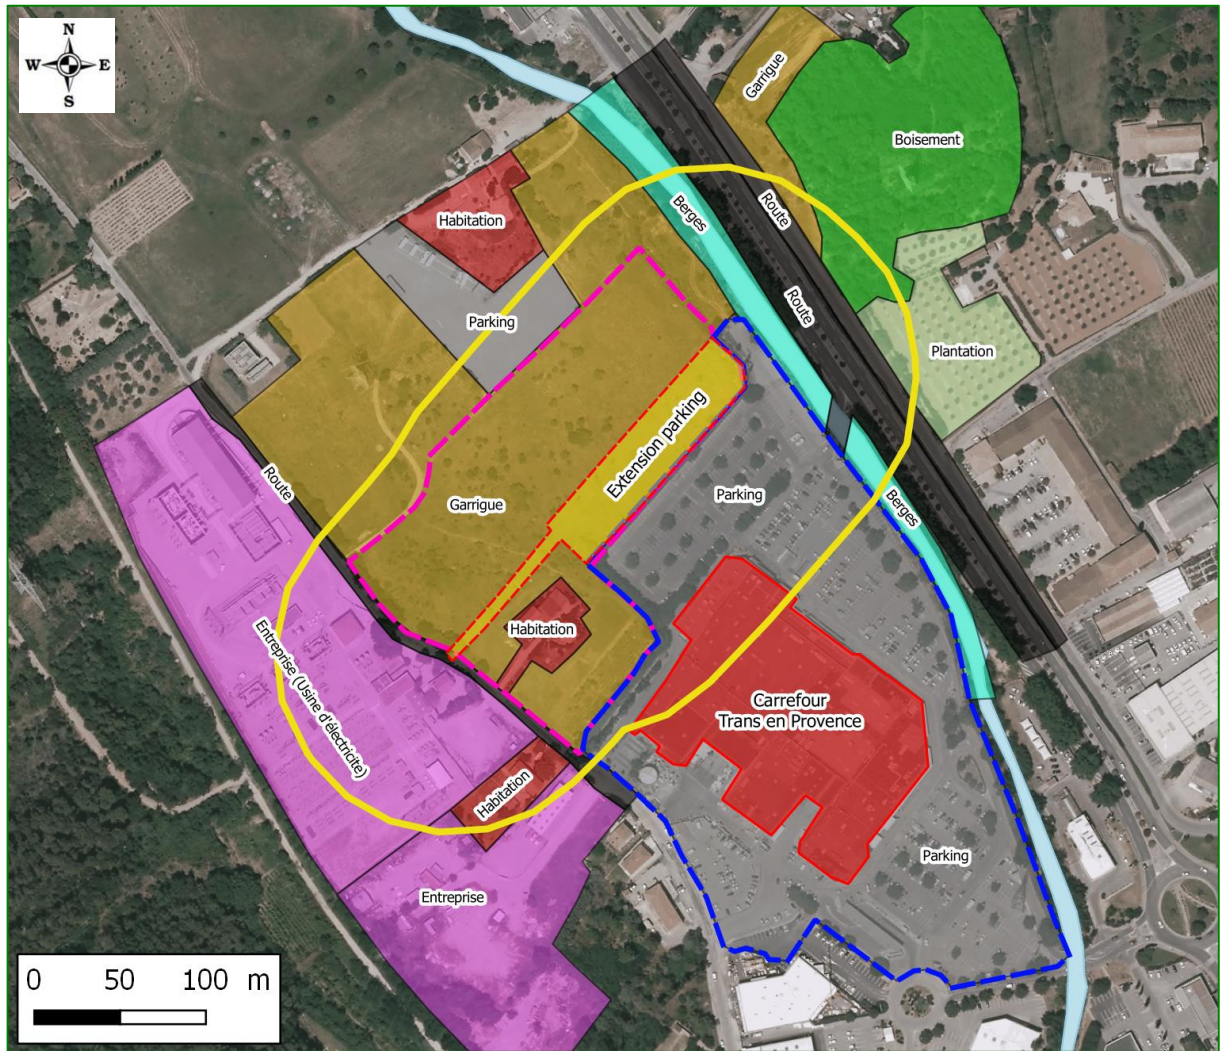 N
W E
S
Garrigue
Boisement
Habitation
Berges
Route
Parking
Route
Plantation
Extension parking
Route
Garrigue
Parking
Berges
Habitation
Entreprise (Usine d'électricite)
Carrefour
Trans en Provence
Habitation
Parking
Entreprise
0 50 100 m